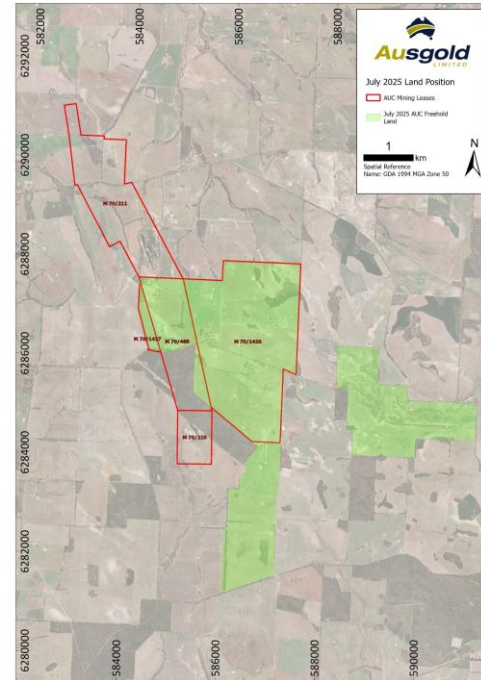 582000
584000
586000
588000
6292000
6290000
6288000
6286000
6284000
6282000
6280000
Ausgold
LIMITED
July 2025 Land Position
AUC Mining Leases
July 2025 AUC Freehold
Land
1
km
N
Spatial Reference
Name: GDA 1994 MGA Zone 50
M 70/211
M 70/1427
M 70/488
M 70/1430
M 70/210
584000
586000
588000
590000